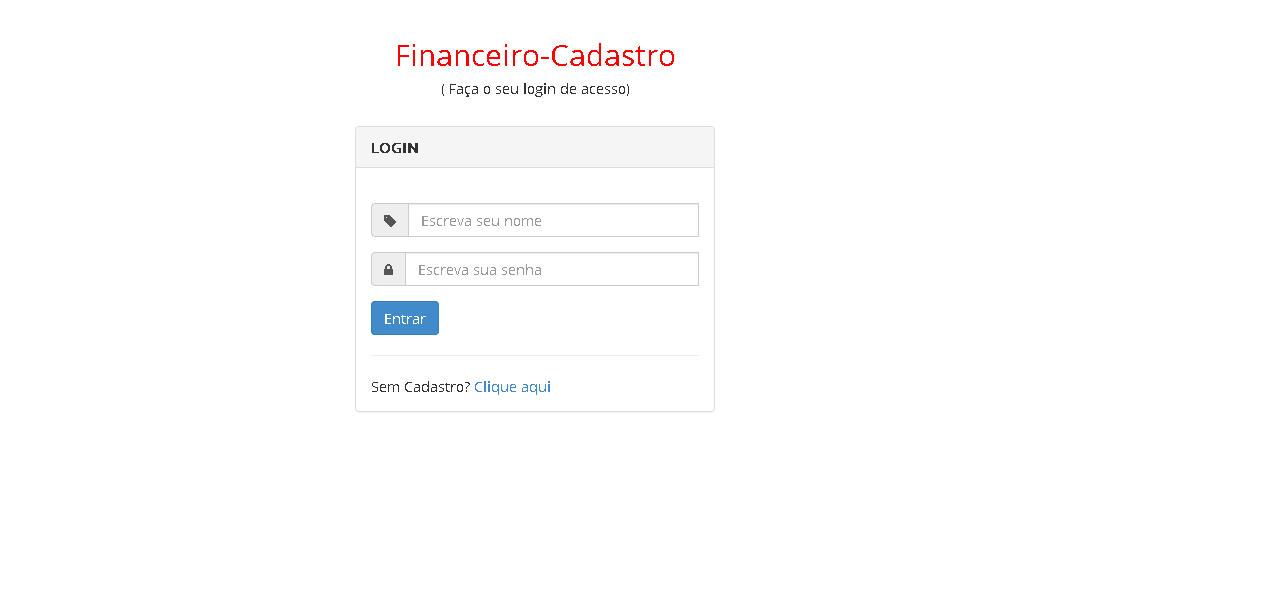 Financeiro-Cadastro
( Faça o seu login de acesso)
LOGIN
Escreva seu nome
Escreva sua senha
Entrar
Sem Cadastro? Clique aqui